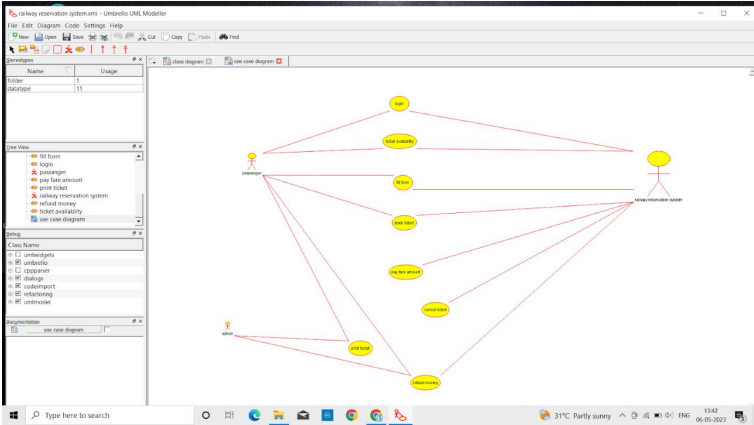 railway reservation system.xmi - Umbrello UML Modeller
File Edit Diagram Code Settings Help
New Open Save Cut Copy Paste Find
Stereotypes
Name Usage
folder 1
datatype 11
class diagram use case diagram
Tree View
fill form
login
passanger
pay fare amount
print ticket
railway reservation system
refund money
ticket availablity
use case diagram
Debug
Class Name
umlwidgets
umbrello
cppparser
dialogs
codeimport
refactoring
umlmodel
Documentation
use case diagram
login
ticket availablity
passanger
fill form
railway reservation system
book ticket
pay fare amount
cancel ticket
admin
print ticket
refund money
Type here to search
31°C Partly sunny
ENG
13:42
06-05-2023